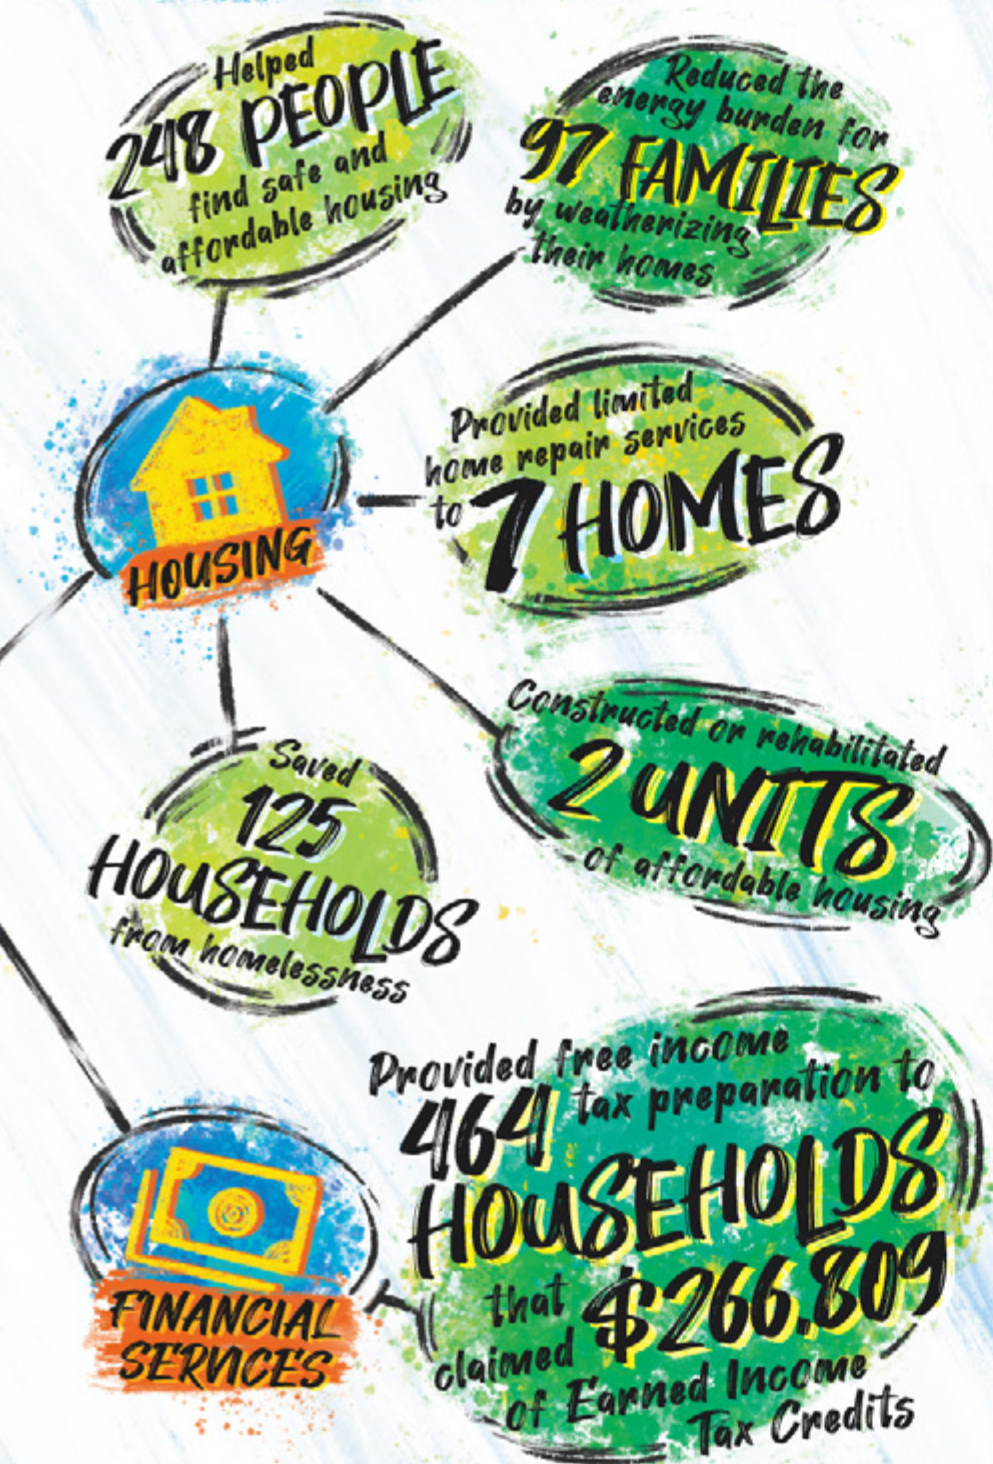 Helped
248 PEOPLE
find safe and
affordable housing
Reduced the
energy burden for
97 FAMILIES
by weatherizing
their homes
Provided limited
home repair services
to 7 HOMES
HOUSING
Constructed or rehabilitated
2 UNITS
of affordable housing
Saved
125
HOUSEHOLDS
from homelessness
Provided free income
tax preparation to
464
HOUSEHOLDS
that $266.809
claimed
of Earned Income
Tax Credits
FINANCIAL
SERVICES